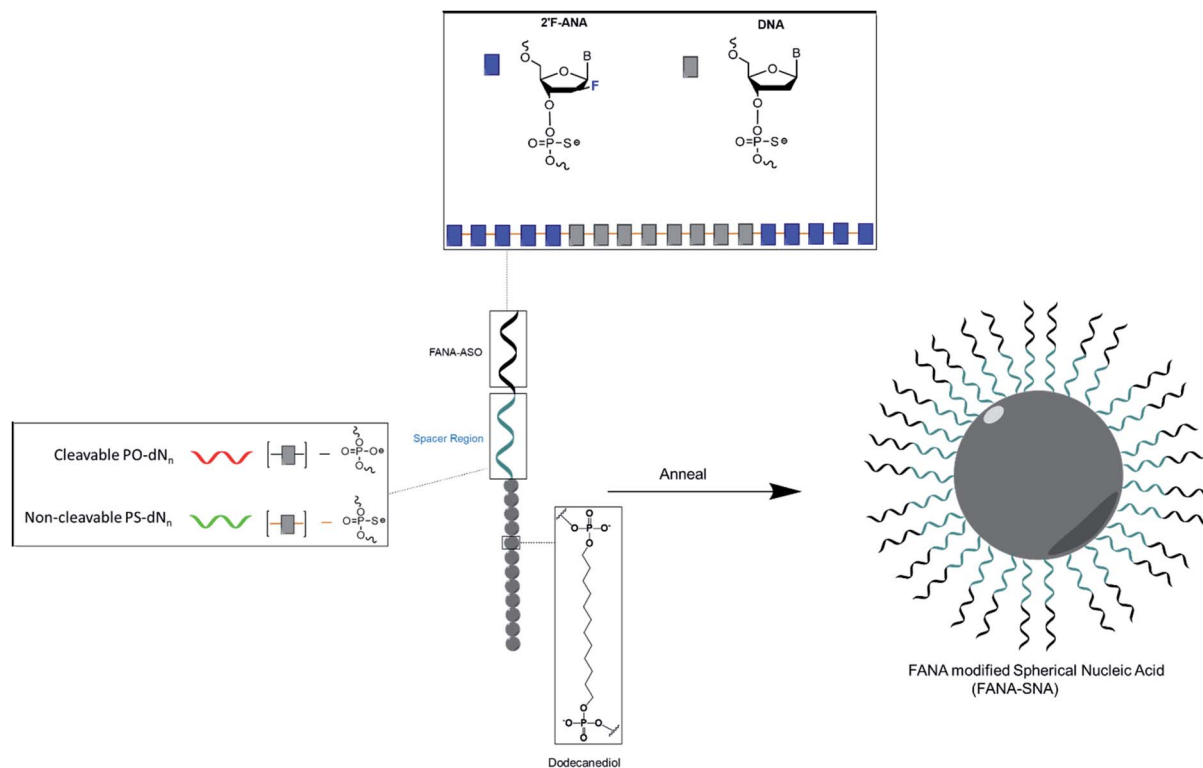 2'F-ANA
DNA
B
O
O
F
O
O
O=P-S⊖
O
B
O
O
O
O
O=P-S⊖
O
FANA-ASO
Spacer Region
Cleavable PO-dNn
O
O=P-O⊖
O
Non-cleavable PS-dNn
O
O=P-S⊖
O
Anneal
O
O-P-O-
O
O
-O-P-O
O
Dodecanediol
FANA modified Spherical Nucleic Acid
(FANA-SNA)